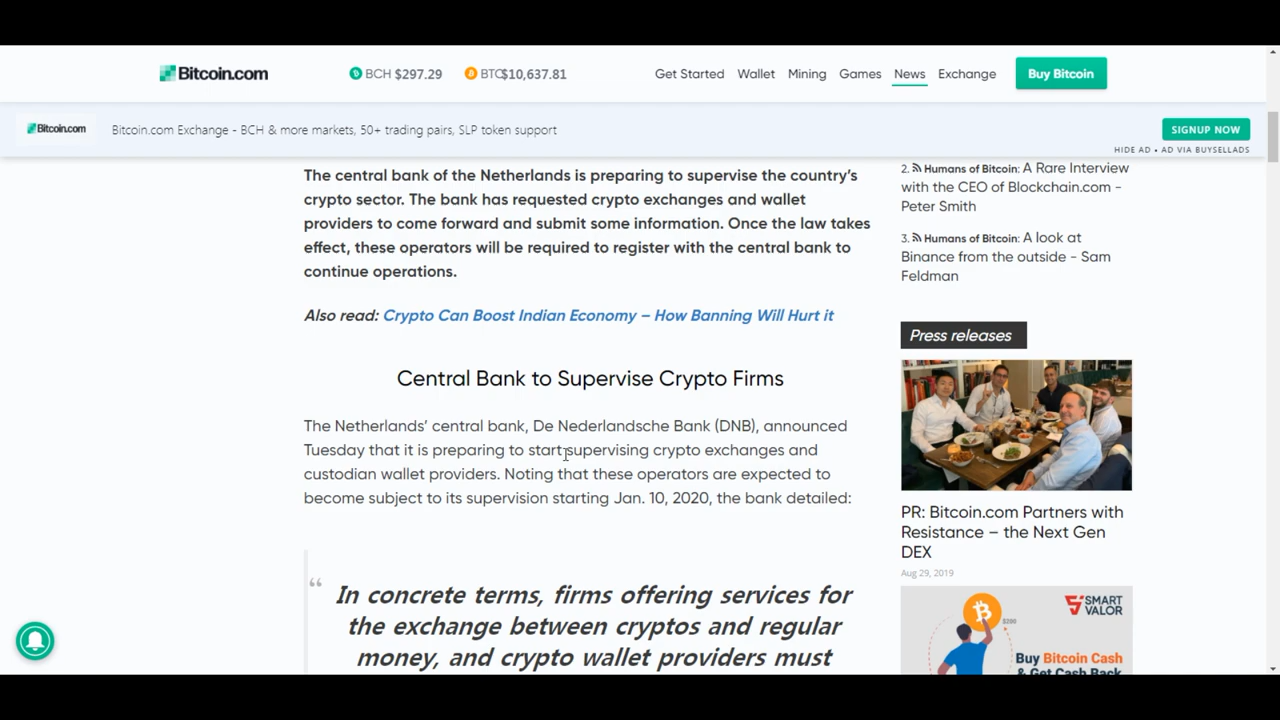 Bitcoin.com
BCH $297.29
BTC$10,637.81
Get Started
Wallet
Mining
Games
News
Exchange
Buy Bitcoin
Bitcoin.com
Bitcoin.com Exchange - BCH & more markets, 50+ trading pairs, SLP token support
SIGNUP NOW
HIDE AD • AD VIA BUYSELLADS
The central bank of the Netherlands is preparing to supervise the country's
crypto sector. The bank has requested crypto exchanges and wallet
providers to come forward and submit some information. Once the law takes
effect, these operators will be required to register with the central bank to
continue operations.
Also read: Crypto Can Boost Indian Economy – How Banning Will Hurt it
Central Bank to Supervise Crypto Firms
The Netherlands' central bank, De Nederlandsche Bank (DNB), announced
Tuesday that it is preparing to start supervising crypto exchanges and
custodian wallet providers. Noting that these operators are expected to
become subject to its supervision starting Jan. 10, 2020, the bank detailed:
“
In concrete terms, firms offering services for
the exchange between cryptos and regular
money, and crypto wallet providers must
2. Humans of Bitcoin: A Rare Interview
with the CEO of Blockchain.com -
Peter Smith
3. Humans of Bitcoin: A look at
Binance from the outside - Sam
Feldman
Press releases
PR: Bitcoin.com Partners with
Resistance – the Next Gen
DEX
Aug 29, 2019
SMART
VALOR
$200
Buy Bitcoin Cash
& Get Cash Back